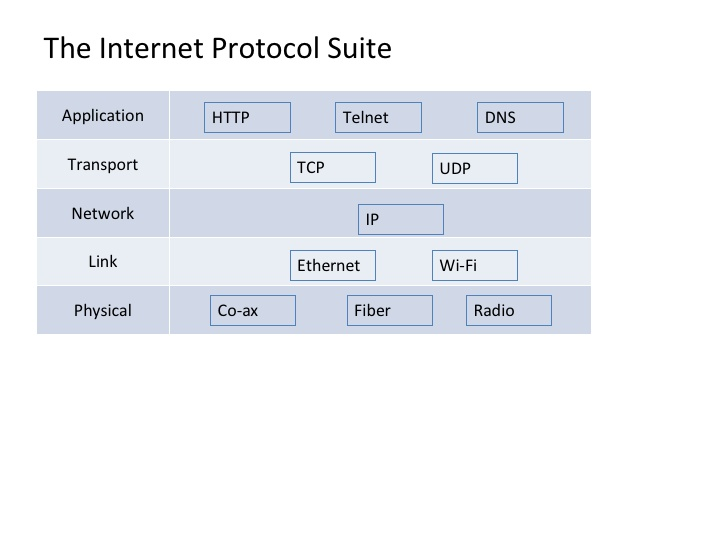 The Internet Protocol Suite
Application HTTP Telnet DNS
Transport TCP UDP
Network IP
Link Ethernet Wi-Fi
Physical Co-ax Fiber Radio